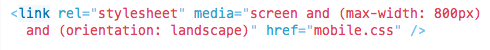 <link rel="stylesheet" media="screen and (max-width: 800px)
and (orientation: landscape)" href="mobile.css" />